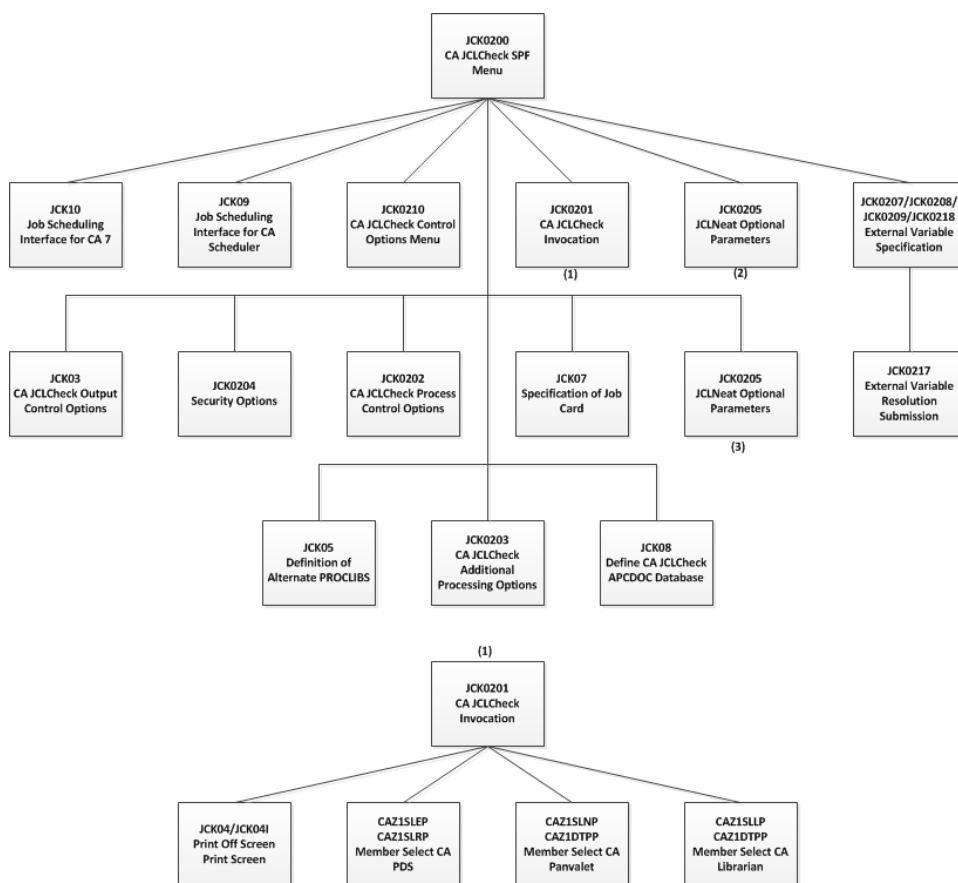 JCK0200
CA JCLCheck SPF
Menu
JCK10
Job Scheduling
Interface for CA 7
JCK09
Job Scheduling
Interface for CA
Scheduler
JCK0210
CA JCLCheck Control
Options Menu
JCK0201
CA JCLCheck
Invocation
(1)
JCK0205
JCLNeat Optional
Parameters
(2)
JCK0207/JCK0208/
JCK0209/JCK0218
External Variable
Specification
JCK03
CA JCLCheck Output
Control Options
JCK0204
Security Options
JCK0202
CA JCLCheck Process
Control Options
JCK07
Specification of Job
Card
JCK0205
JCLNeat Optional
Parameters
(3)
JCK0217
External Variable
Resolution
Submission
JCK05
Definition of
Alternate PROCLIBS
JCK0203
CA JCLCheck
Additional
Processing Options
JCK08
Define CA JCLCheck
APCDOC Database
(1)
JCK0201
CA JCLCheck
Invocation
JCK04/JCK04I
Print Off Screen
Print Screen
CAZ1SLEP
CAZ1SLRP
Member Select CA
PDS
CAZ1SLNP
CAZ1DTPP
Member Select CA
Panvalet
CAZ1SLLP
CAZ1DTPP
Member Select CA
Librarian